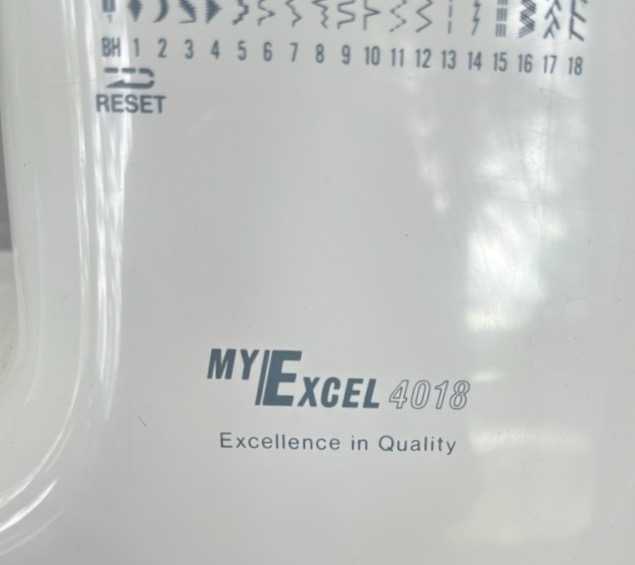 BH 1 2 3 4 5 6 7 8 9 10 11 12 13 14 15 16 17 18
RESET
MY EXCEL 4018
Excellence in Quality